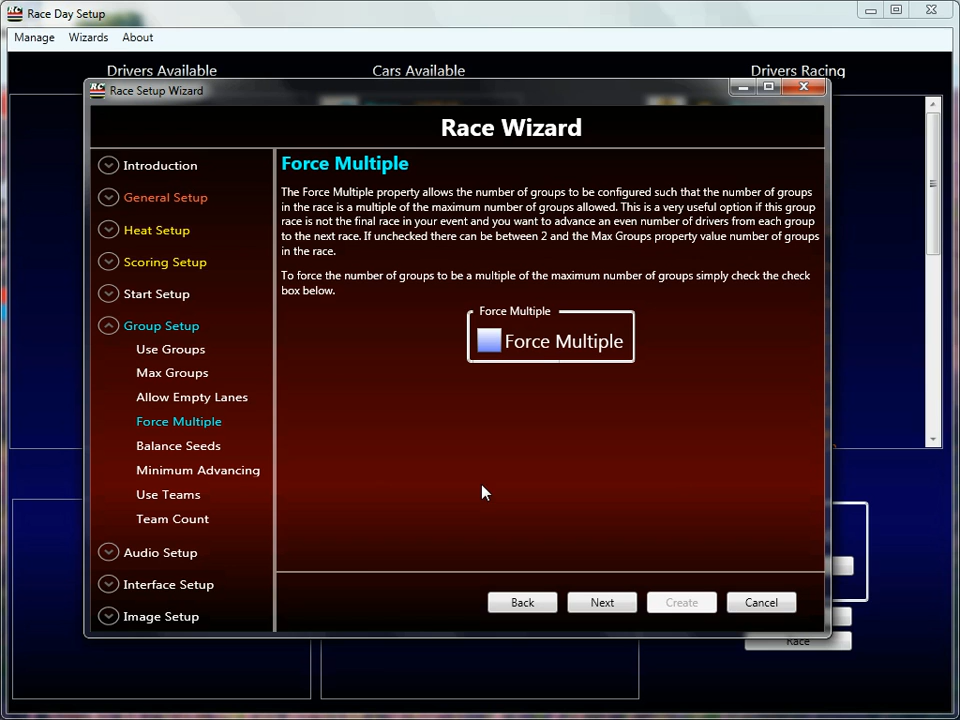 Race Day Setup
Manage Wizards About
Drivers Available Cars Available Drivers Racing
Race Setup Wizard
Race Wizard
Introduction
General Setup
Heat Setup
Scoring Setup
Start Setup
Group Setup
Use Groups
Max Groups
Allow Empty Lanes
Force Multiple
Balance Seeds
Minimum Advancing
Use Teams
Team Count
Audio Setup
Interface Setup
Image Setup
Force Multiple
The Force Multiple property allows the number of groups to be configured such that the number of groups
in the race is a multiple of the maximum number of groups allowed. This is a very useful option if this group
race is not the final race in your event and you want to advance an even number of drivers from each group
to the next race. If unchecked there can be between 2 and the Max Groups property value number of groups
in the race.
To force the number of groups to be a multiple of the maximum number of groups simply check the check
box below.
Force Multiple
Force Multiple
Back Next Create Cancel
Race